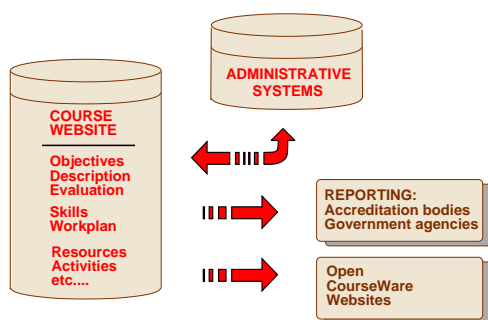 ADMINISTRATIVE
SYSTEMS
COURSE
WEBSITE
Objectives
Description
Evaluation
Skills
Workplan
Resources
Activities
etc....
REPORTING:
Accreditation bodies
Government agencies
Open
CourseWare
Websites